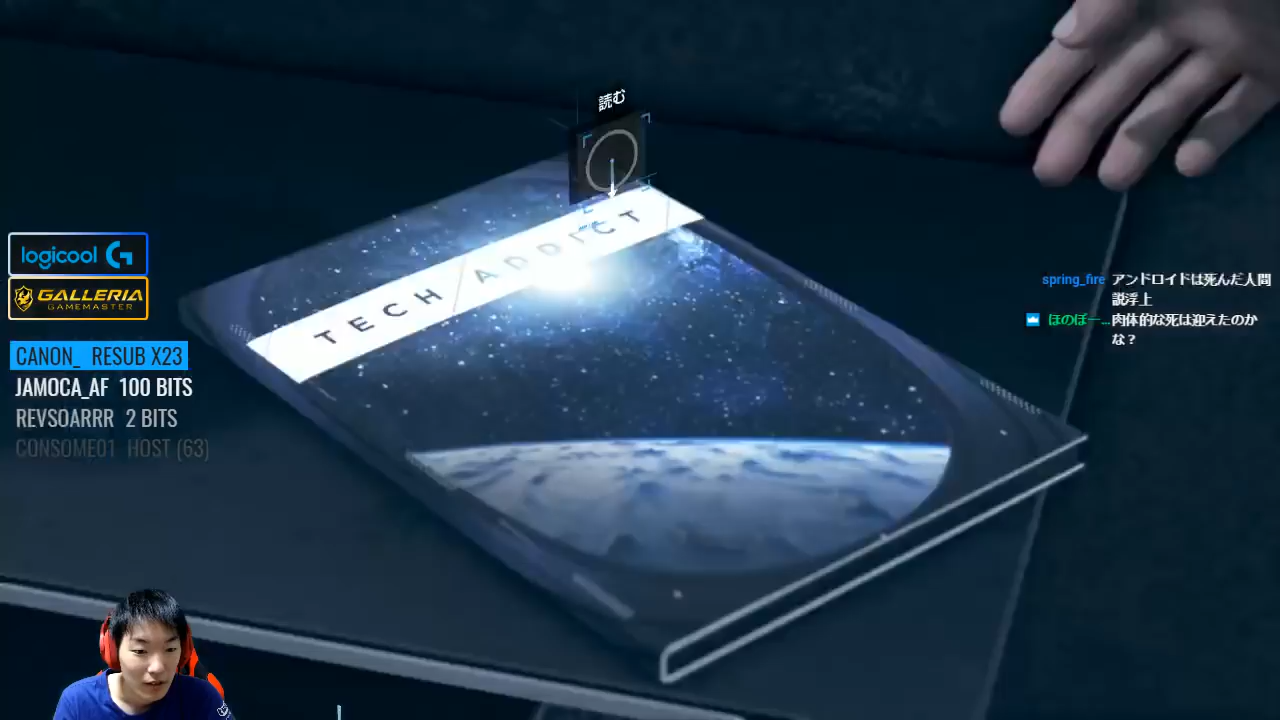 読む
TECH ADDICT
logicool G
GALLERIA
GAMEMASTER
CANON_ RESUB X23
JAMOCA_AF 100 BITS
REVSOARRR 2 BITS
CONSOME01 HOST (63)
spring_fire アンドロイドは死んだ人間
説浮上
ほのぼー... 肉体的な死は迎えたのか
な？